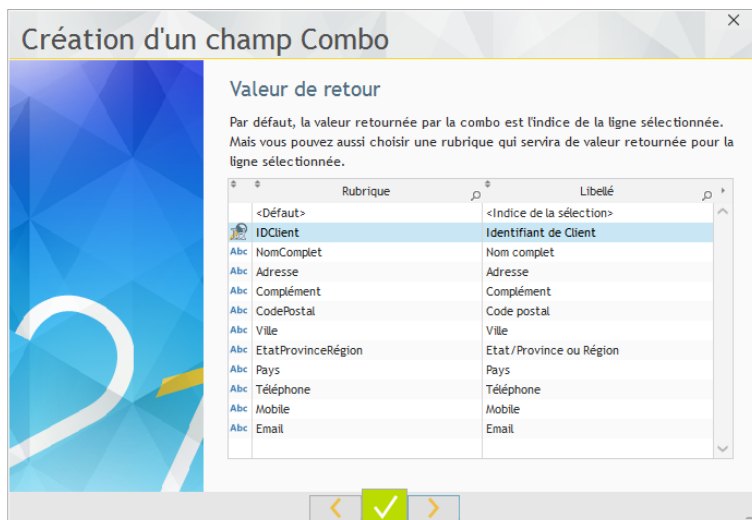 Création d'un champ Combo
Valeur de retour
Par défaut, la valeur retournée par la combo est l'indice de la ligne sélectionnée.
Mais vous pouvez aussi choisir une rubrique qui servira de valeur retournée pour la
ligne sélectionnée.
Rubrique Libellé
<Défaut> <Indice de la sélection>
IDClient Identifiant de Client
Abc NomComplet Nom complet
Abc Adresse Adresse
Abc Complément Complément
Abc CodePostal Code postal
Abc Ville Ville
Abc EtatProvinceRégion Etat/Province ou Région
Abc Pays Pays
Abc Téléphone Téléphone
Abc Mobile Mobile
Abc Email Email